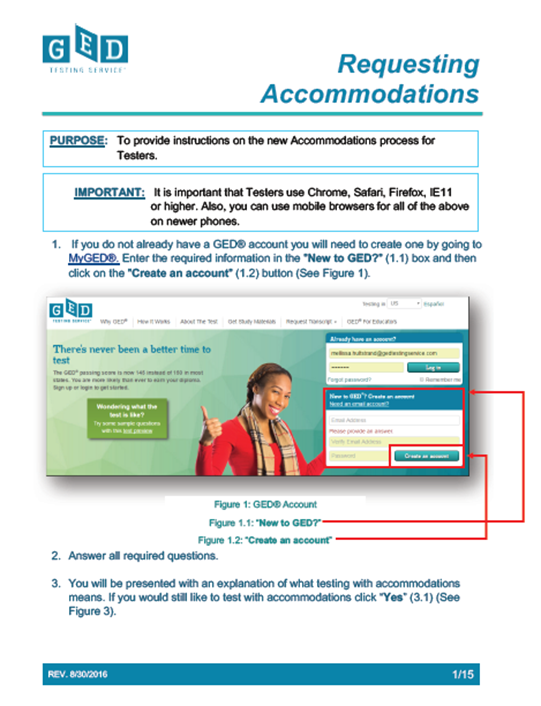 GED
TESTING SERVICE
Requesting
Accommodations
PURPOSE: To provide instructions on the new Accommodations process for
Testers.
IMPORTANT: It is important that Testers use Chrome, Safari, Firefox, IE11
or higher. Also, you can use mobile browsers for all of the above
on newer phones.
1. If you do not already have a GED® account you will need to create one by going to
MyGED®. Enter the required information in the "New to GED?" (1.1) box and then
click on the "Create an account" (1.2) button (See Figure 1).
GED
TESTING SERVICE
Testing in US Español
Why GED® How It Works About The Test Get Study Materials Request Transcript GED® For Educators
There's never been a better time to
test
The GED® passing score is now 145 instead of 150 in most
states. You are more likely than ever to earn your diploma.
Sign up or login to get started.
Wondering what the
test is like?
Try some sample questions
with the test preview
Already have an account?
@gedtestingservice.com
Log in
Forgot password? Remember me
New to GED®? Create an account
Need an email account?
Email Address
Please provide an answer.
Verify Email Address
Password Create an account
Figure 1: GED® Account
Figure 1.1: "New to GED?"
Figure 1.2: "Create an account"
2. Answer all required questions.
3. You will be presented with an explanation of what testing with accommodations
means. If you would still like to test with accommodations click "Yes" (3.1) (See
Figure 3).
REV. 8/30/2016 1/15